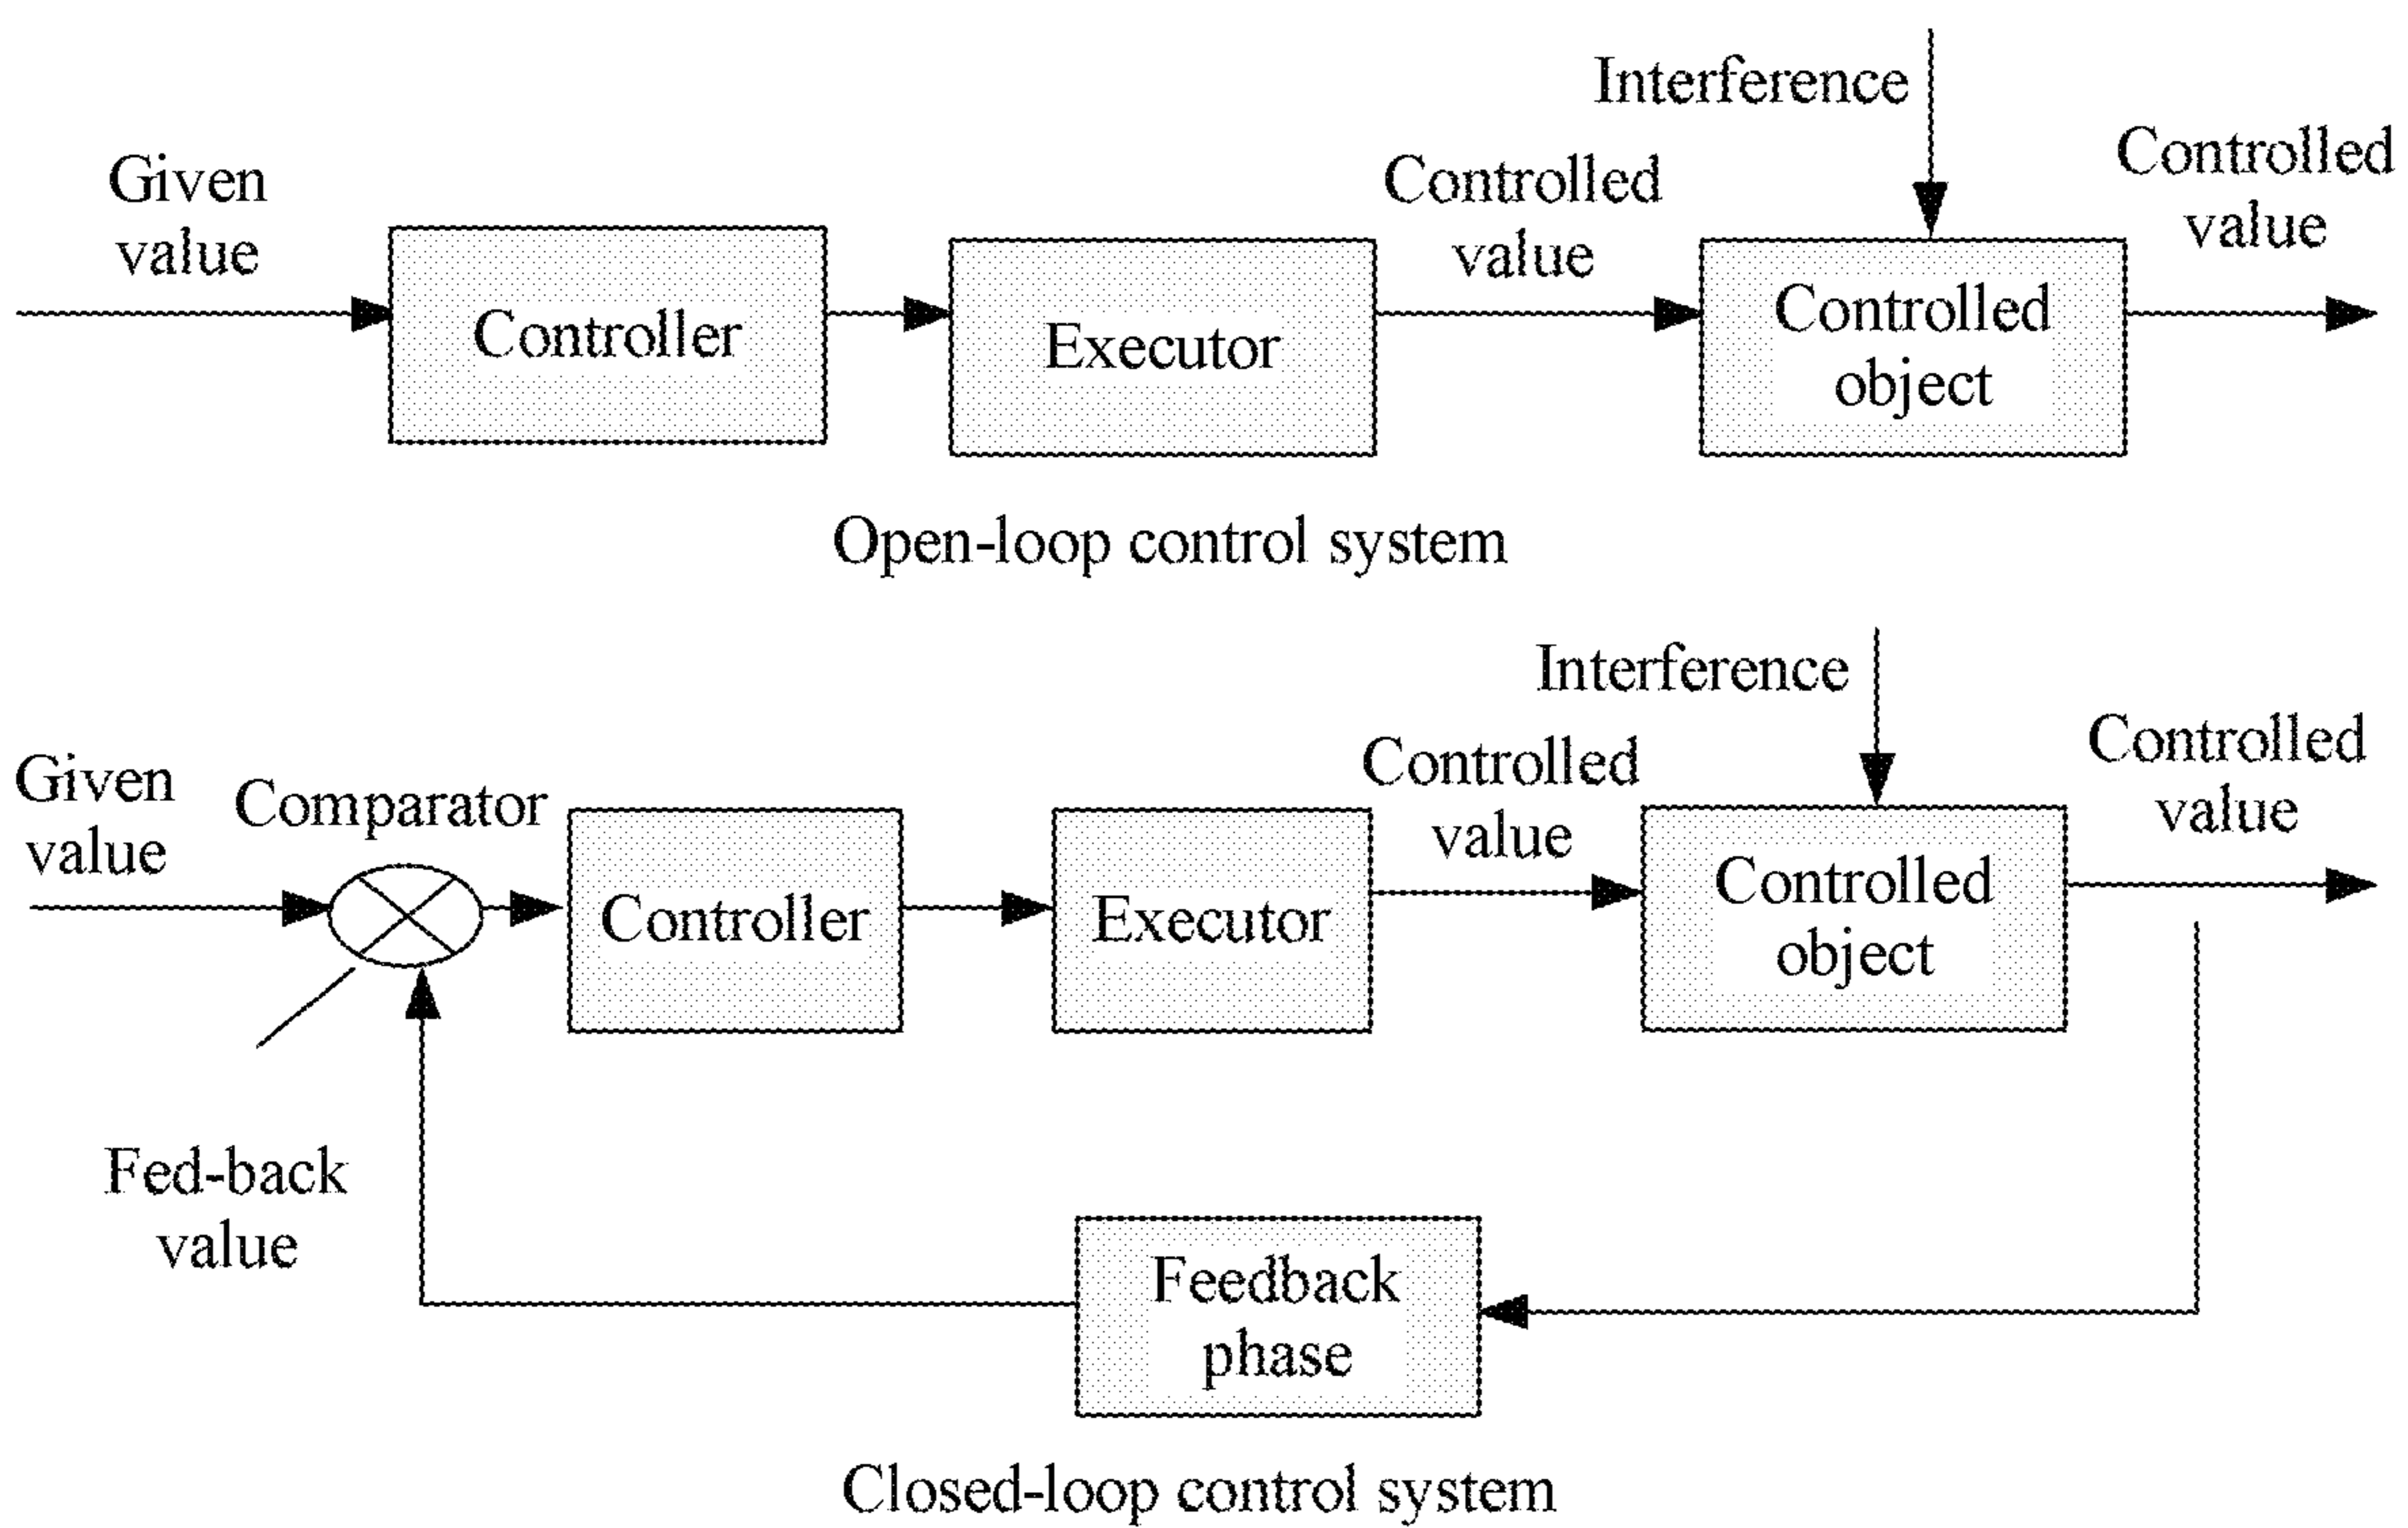 Interference
Given
value
Controlled
value
Controlled
value
Controller
Executor
Controlled
object
Open-loop control system
Interference
Given
value
Comparator
Controlled
value
Controlled
value
Controller
Executor
Controlled
object
Fed-back
value
Feedback
phase
Closed-loop control system